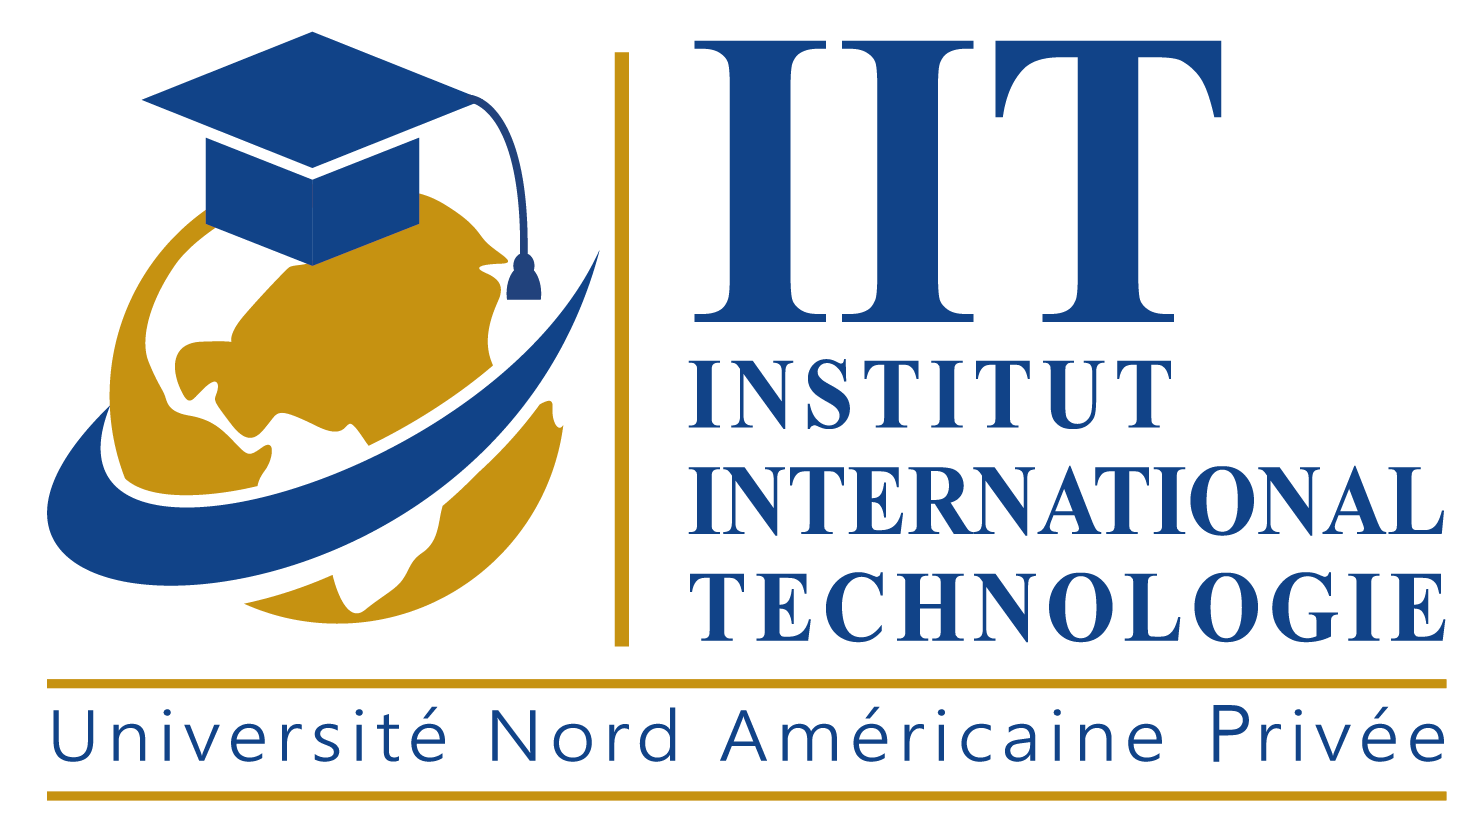 IIT
INSTITUT
INTERNATIONAL
TECHNOLOGIE
Université Nord Américaine Privée